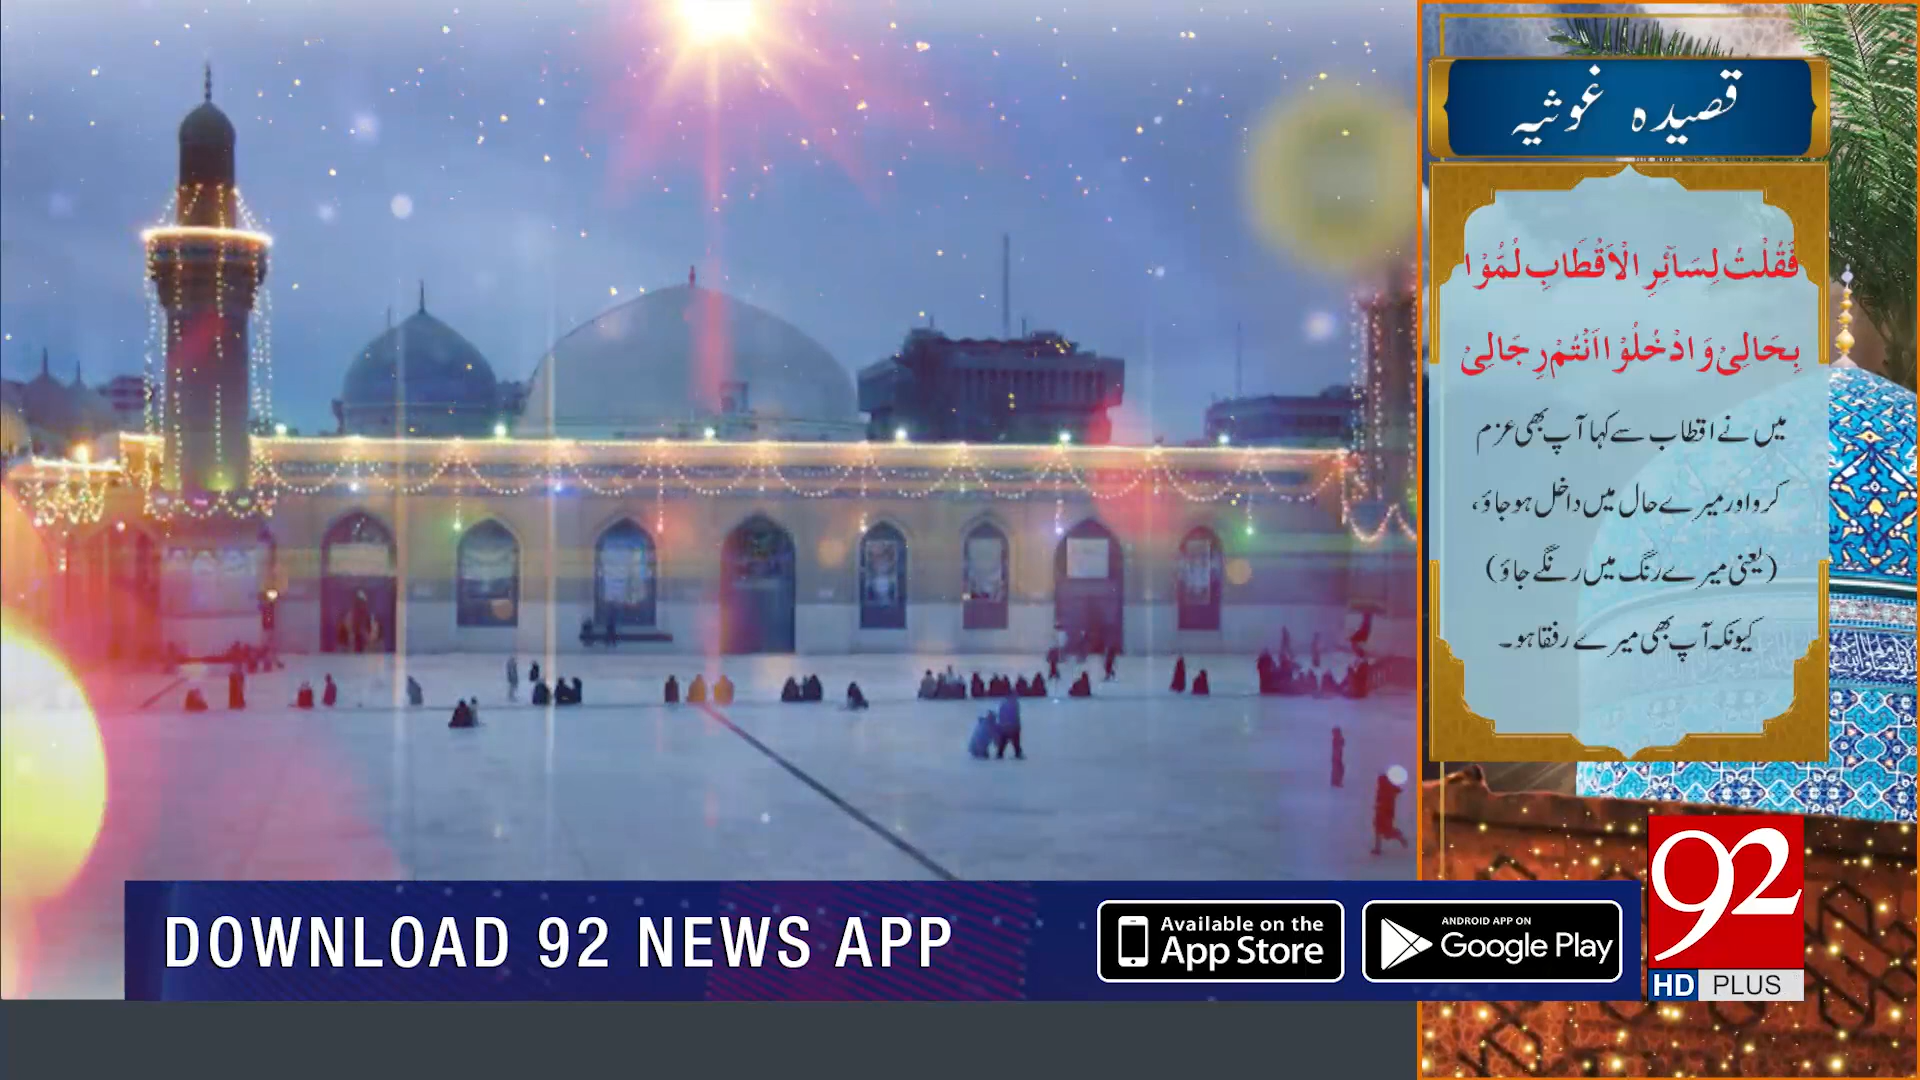 قصیدہ غوثیہ
فَقُلْتُ لِسَآئِرِ الْاَقْطَابِ لُمُّوْا
بِحَالِیْ وَادْخُلُوْا اَنْتُمْ رِجَالِیْ
میں نے اقطاب سے کہا آپ بھی عزم
کرو اور میرے حال میں داخل ہو جاؤ،
(یعنی میرے رنگ میں رنگے جاؤ)
کیونکہ آپ بھی میرے رفقا ہو۔
DOWNLOAD 92 NEWS APP
Available on the
App Store
ANDROID APP ON
Google Play
92
HD PLUS